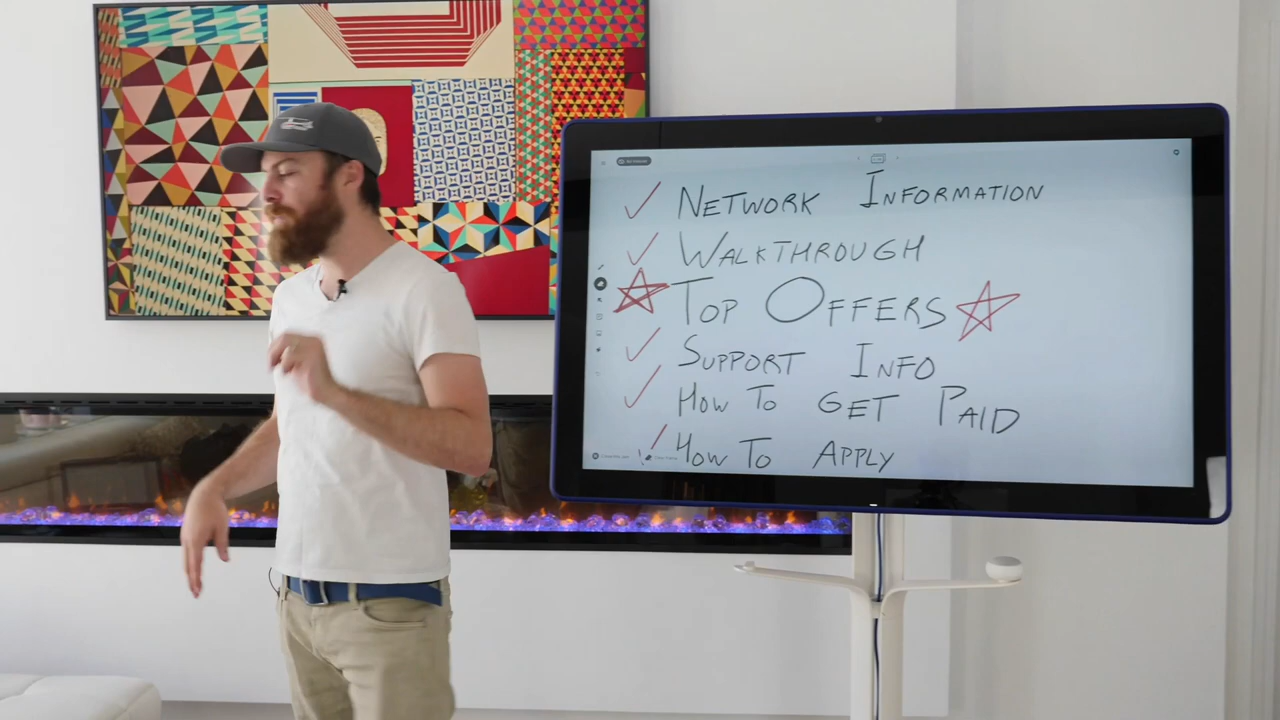 NETWORK INFORMATION
WALKTHROUGH
TOP OFFERS
SUPPORT INFO
HOW TO GET PAID
HOW TO APPLY